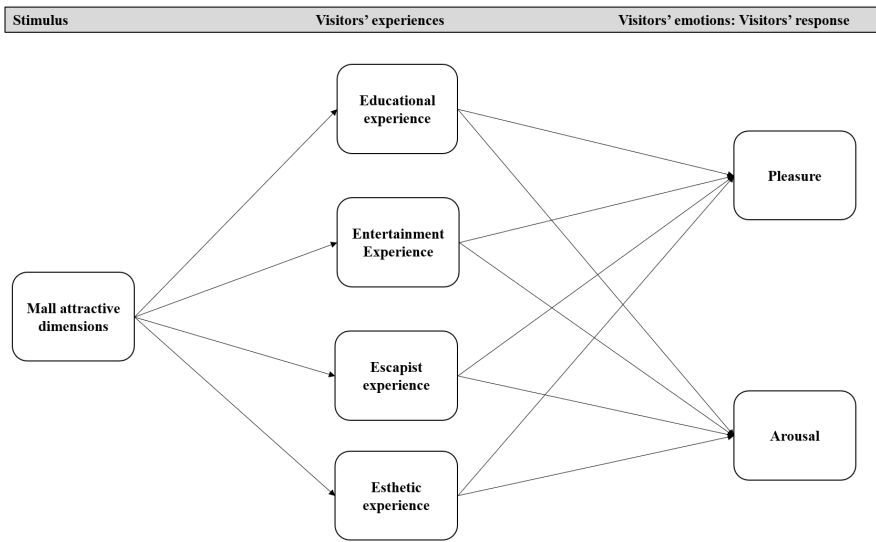 Stimulus Visitors’ experiences Visitors’ emotions: Visitors’ response
Educational
experience
Pleasure
Entertainment
Experience
Mall attractive
dimensions
Escapist
experience
Arousal
Esthetic
experience